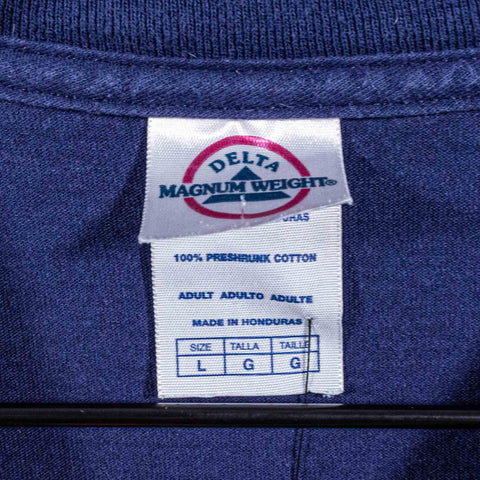 DELTA
MAGNUM WEIGHT®
100% PRESHRUNK COTTON
ADULT ADULTO ADULTE
MADE IN HONDURAS
SIZE TALLA TAILLE
L G G